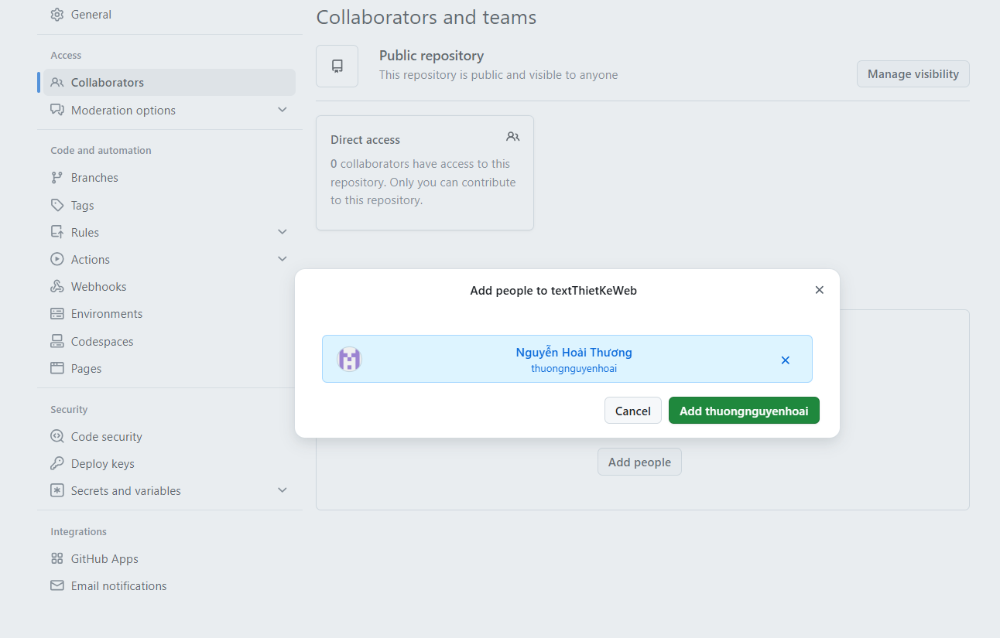 General
Access
Collaborators
Moderation options
Code and automation
Branches
Tags
Rules
Actions
Webhooks
Environments
Codespaces
Pages
Security
Code security
Deploy keys
Secrets and variables
Integrations
GitHub Apps
Email notifications
Collaborators and teams
Public repository
This repository is public and visible to anyone
Manage visibility
Direct access
0 collaborators have access to this
repository. Only you can contribute
to this repository.
Add people to textThietKeWeb
Nguyễn Hoài Thương
thuongnguyenhoai
Cancel
Add thuongnguyenhoai
Add people